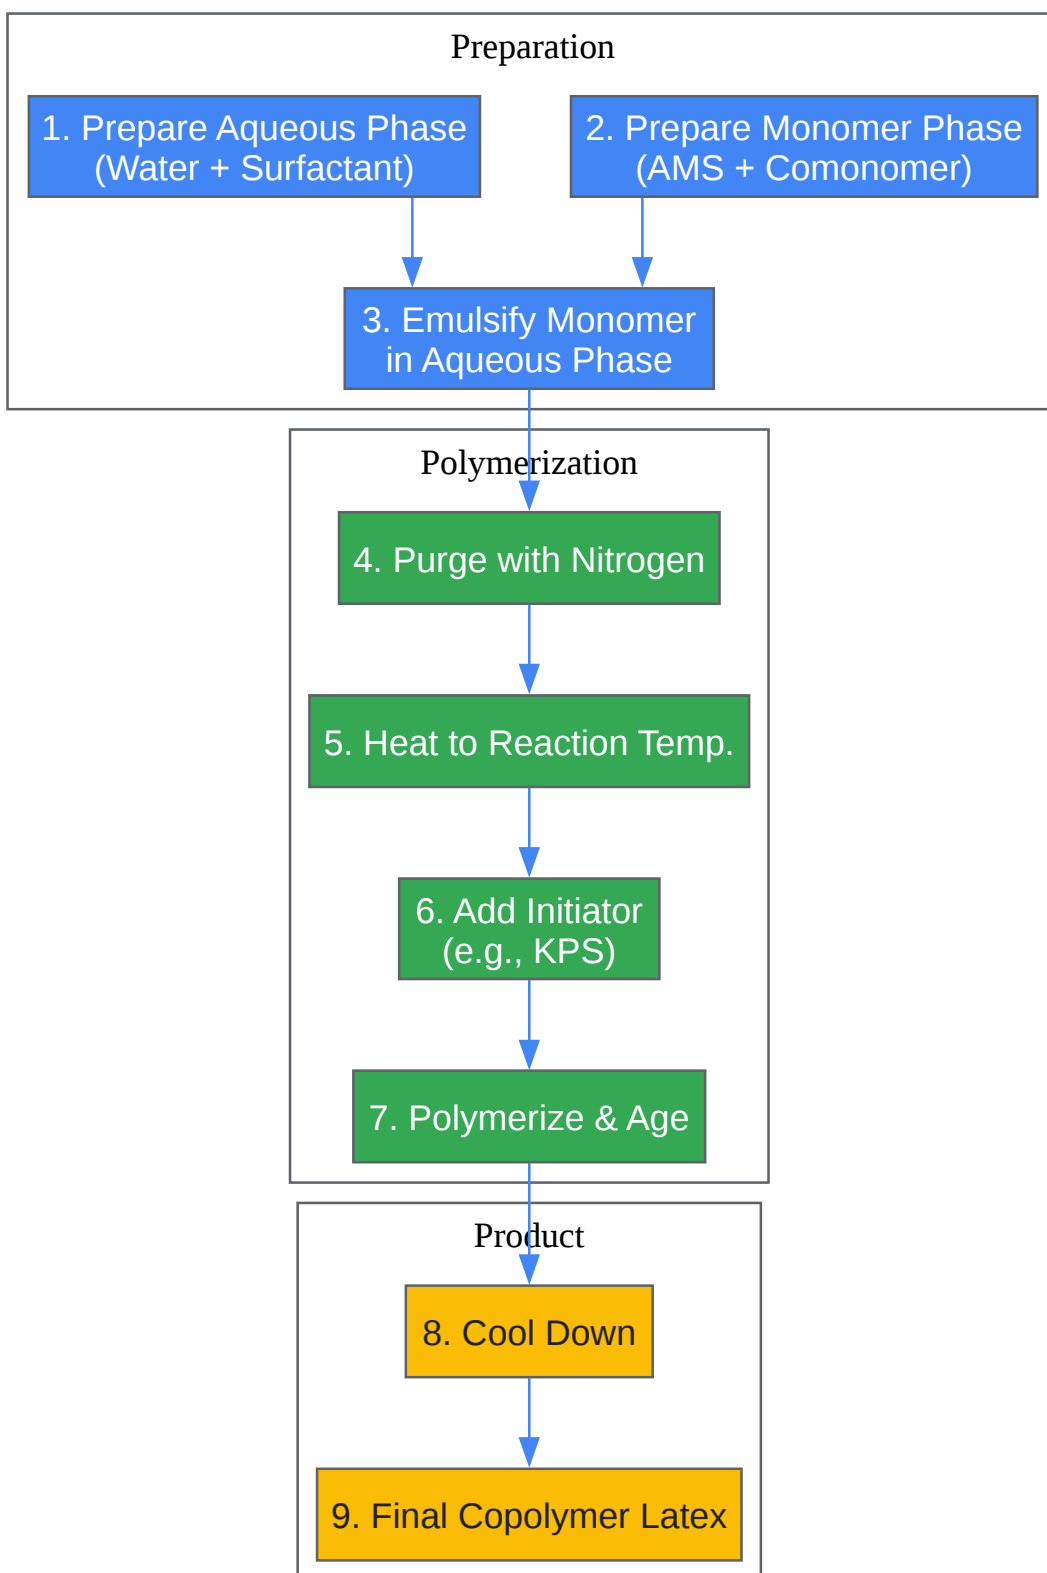 Preparation
1. Prepare Aqueous Phase
(Water + Surfactant)
2. Prepare Monomer Phase
(AMS + Comonomer)
3. Emulsify Monomer
in Aqueous Phase
Polymerization
4. Purge with Nitrogen
5. Heat to Reaction Temp.
6. Add Initiator
(e.g., KPS)
7. Polymerize & Age
Product
8. Cool Down
9. Final Copolymer Latex